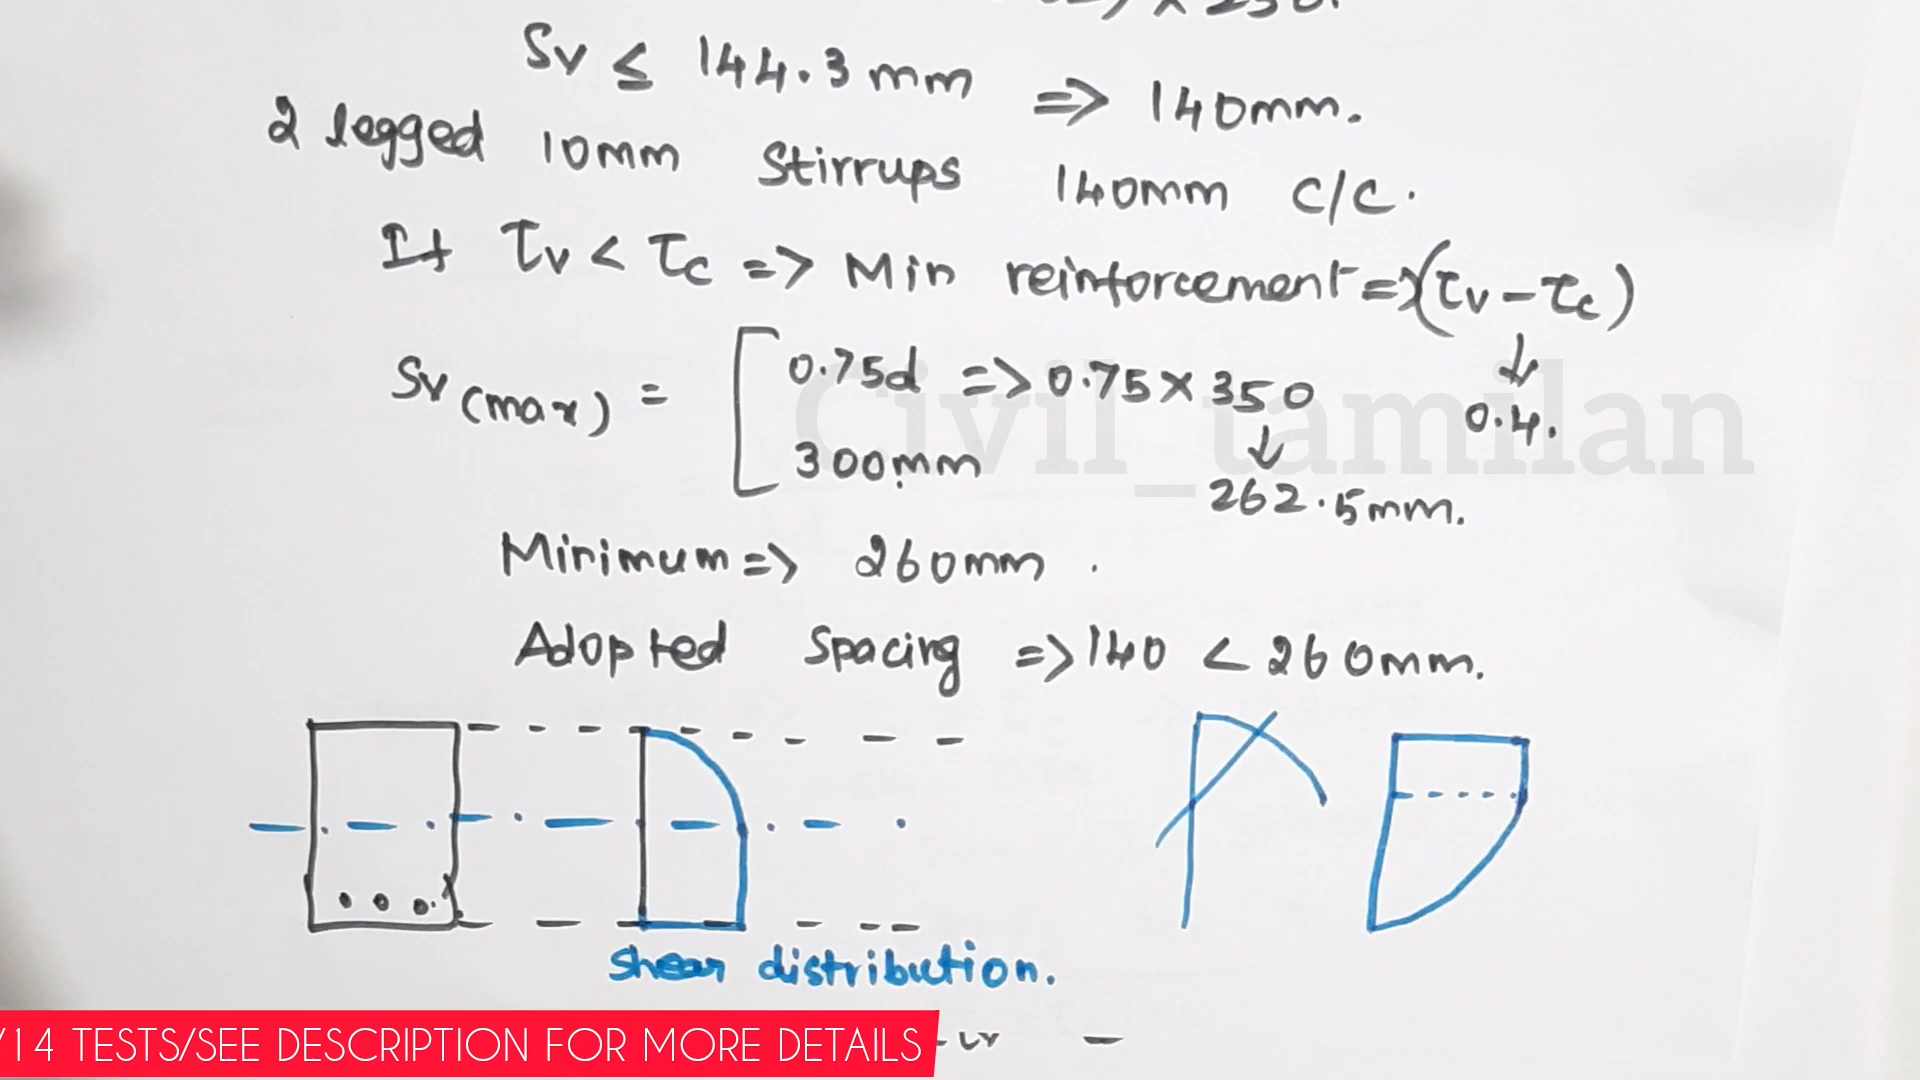 × 250.
Sv ≤ 144.3 mm => 140mm.
2 legged 10mm Stirrups 140mm c/c.
If τv < τc => Min reinforcement => (τv - τc)
↓
0.4.
Sv (max) = [ 0.75d => 0.75 × 350
↓
300mm
262.5mm.
Minimum => 260mm.
Adopted Spacing => 140 < 260mm.
Shear distribution.
Civil_tamilan
/14 TESTS/SEE DESCRIPTION FOR MORE DETAILS